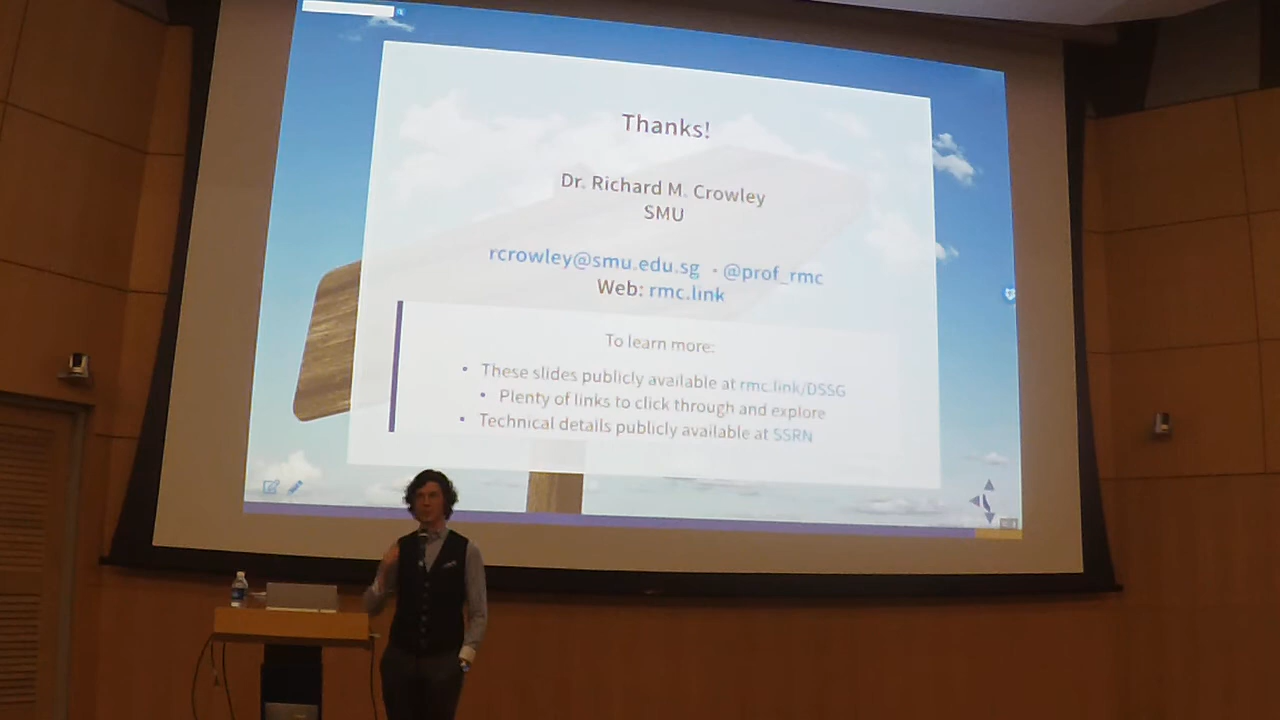 Thanks!
Dr. Richard M. Crowley
SMU
rcrowley@smu.edu.sg · @prof_rmc
Web: rmc.link
To learn more:
• These slides publicly available at rmc.link/DSSG
• Plenty of links to click through and explore
• Technical details publicly available at SSRN